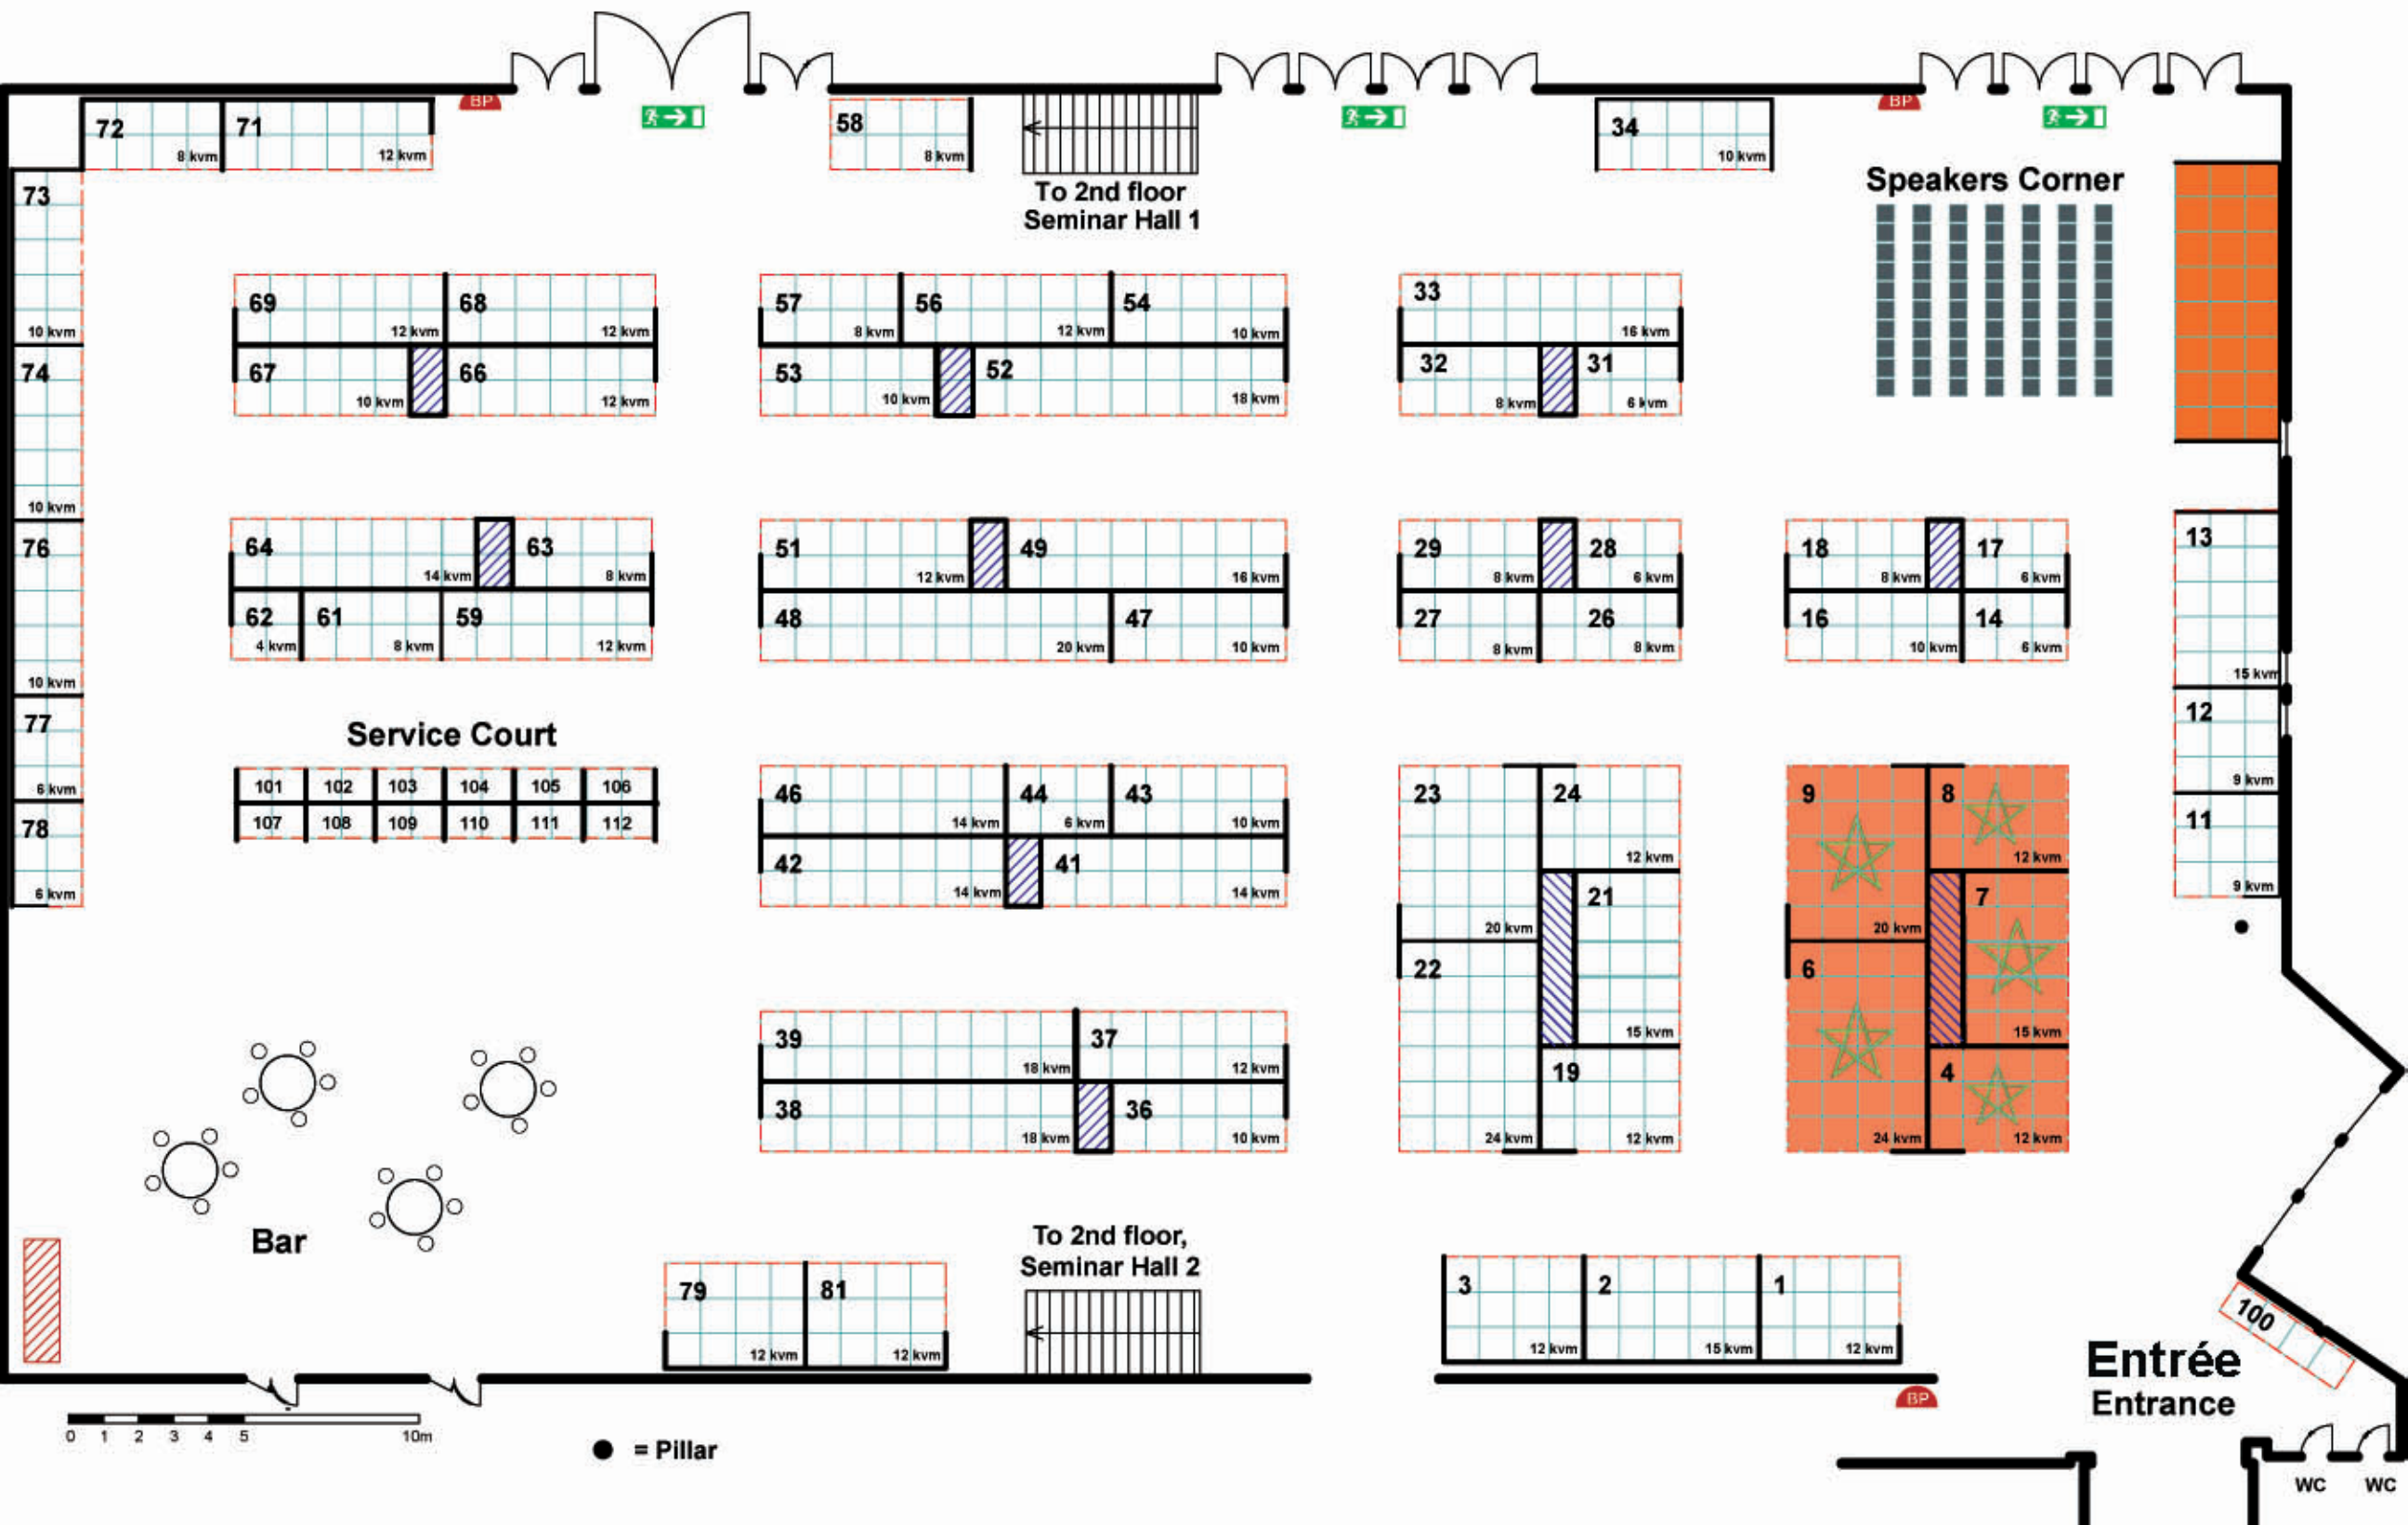 BP
BP
72
8 kvm
71
12 kvm
58
8 kvm
34
10 kvm
To 2nd floor
Seminar Hall 1
Speakers Corner
73
10 kvm
74
10 kvm
76
10 kvm
77
6 kvm
78
6 kvm
69
12 kvm
68
12 kvm
67
10 kvm
66
12 kvm
57
8 kvm
56
12 kvm
54
10 kvm
53
10 kvm
52
18 kvm
33
16 kvm
32
8 kvm
31
6 kvm
64
14 kvm
63
8 kvm
62
4 kvm
61
8 kvm
59
12 kvm
51
12 kvm
49
16 kvm
48
20 kvm
47
10 kvm
29
8 kvm
28
6 kvm
27
8 kvm
26
8 kvm
18
8 kvm
17
6 kvm
16
10 kvm
14
6 kvm
13
15 kvm
12
9 kvm
11
9 kvm
Service Court
101 102 103 104 105 106
107 108 109 110 111 112
46
14 kvm
44
6 kvm
43
10 kvm
42
14 kvm
41
14 kvm
23
20 kvm
24
12 kvm
21
15 kvm
22
24 kvm
19
12 kvm
9
20 kvm
8
12 kvm
7
15 kvm
6
24 kvm
4
12 kvm
39
18 kvm
37
12 kvm
38
18 kvm
36
10 kvm
Bar
To 2nd floor,
Seminar Hall 2
79
12 kvm
81
12 kvm
3
12 kvm
2
15 kvm
1
12 kvm
100
Entrée
Entrance
BP
0 1 2 3 4 5 10m
= Pillar
WC WC